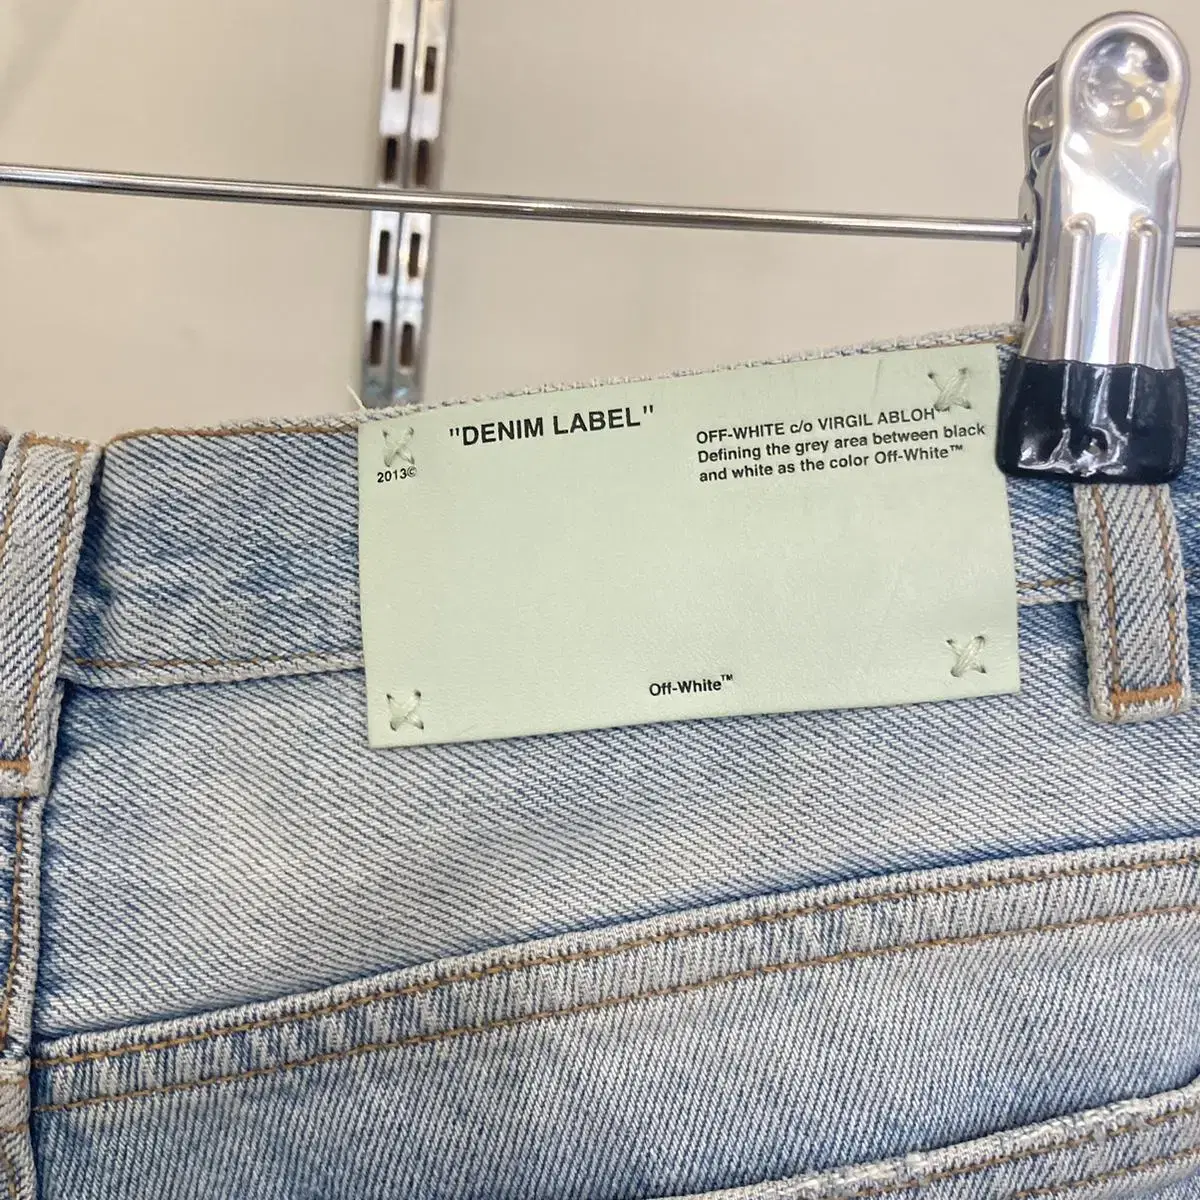 "DENIM LABEL"
2013©
OFF-WHITE c/o VIRGIL ABLOH™
Defining the grey area between black
and white as the color Off-White™
Off-White™